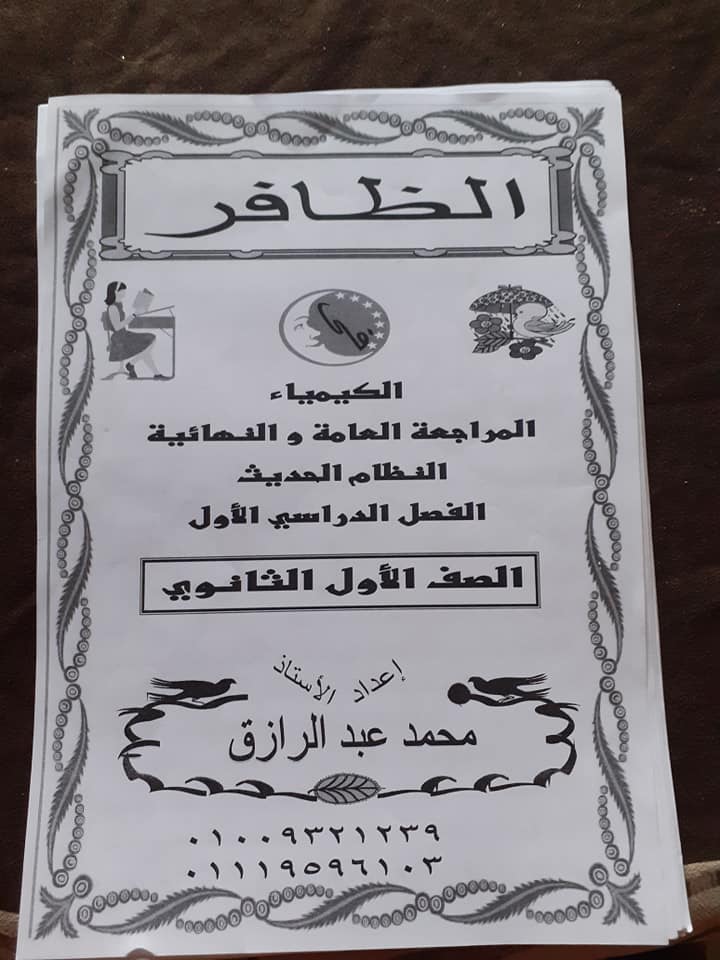 الظافر
الكيمياء
المراجعة العامة و النهائية
النظام الحديث
الفصل الدراسي الأول
الصف الأول الثانوي
إعداد الأستاذ
محمد عبد الرازق
٠١٠٠٩٣٢١٢٣٩
٠١١١٩٥٩٦١٠٣